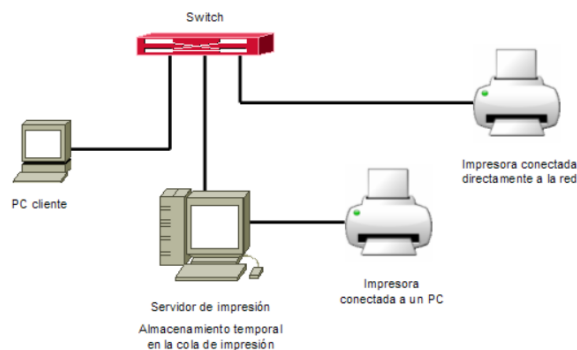 Switch
PC cliente
Impresora conectada
directamente a la red
Servidor de impresión
Almacenamiento temporal
en la cola de impresión
Impresora
conectada a un PC